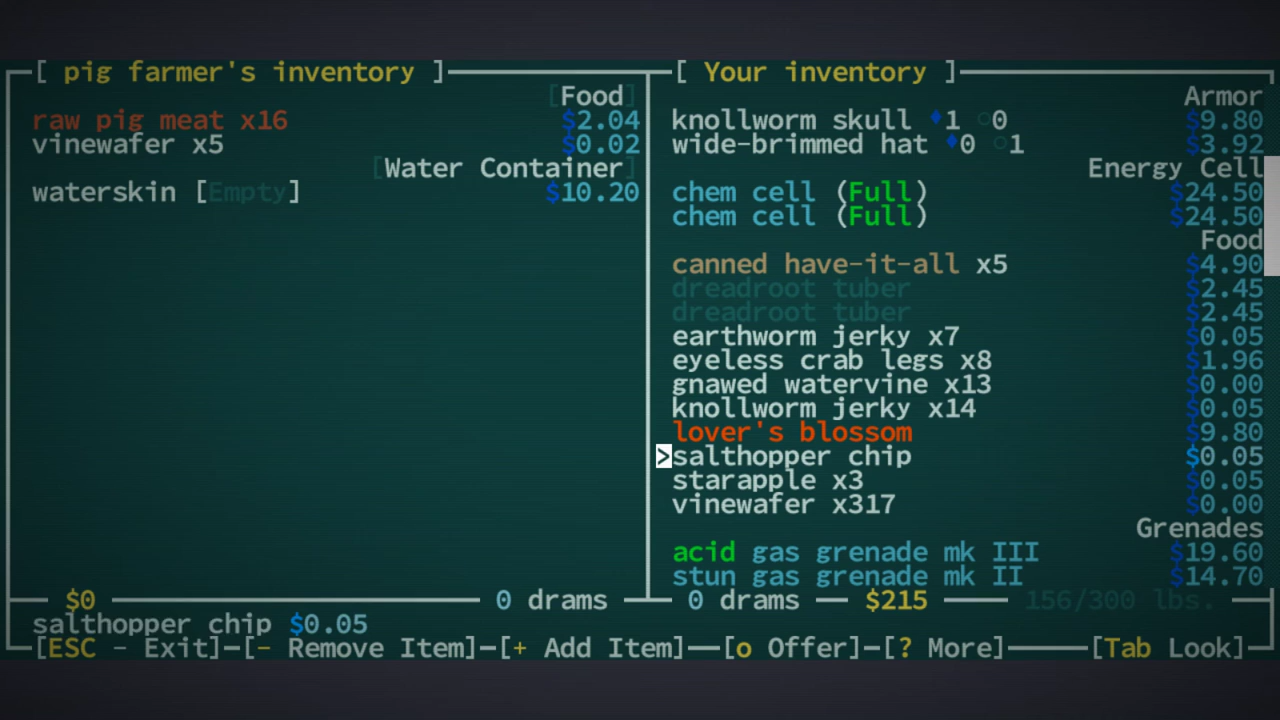 [ pig farmer's inventory ]
[Food]
raw pig meat x16 $2.04
vinewafer x5 $0.02
[Water Container]
waterskin [Empty] $10.20
[ Your inventory ]
Armor
knollworm skull ♦1 ○0 $9.80
wide-brimmed hat ♦0 ○1 $3.92
Energy Cell
chem cell (Full) $24.50
chem cell (Full) $24.50
Food
canned have-it-all x5 $4.90
dreadroot tuber $2.45
dreadroot tuber $2.45
earthworm jerky x7 $0.05
eyeless crab legs x8 $1.96
gnawed watervine x13 $0.00
knollworm jerky x14 $0.05
lover's blossom $9.80
>salthopper chip $0.05
starapple x3 $0.05
vinewafer x317 $0.00
Grenades
acid gas grenade mk III $19.60
stun gas grenade mk II $14.70
$0 0 drams 0 drams $215 156/300 lbs.
salthopper chip $0.05
[ESC - Exit] [- Remove Item] [+ Add Item] [o Offer] [? More] [Tab Look]